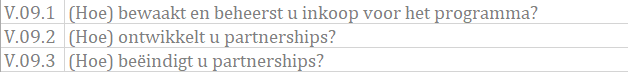 V.09.1 (Hoe) bewaakt en beheerst u inkoop voor het programma?
V.09.2 (Hoe) ontwikkelt u partnerships?
V.09.3 (Hoe) beëindigt u partnerships?